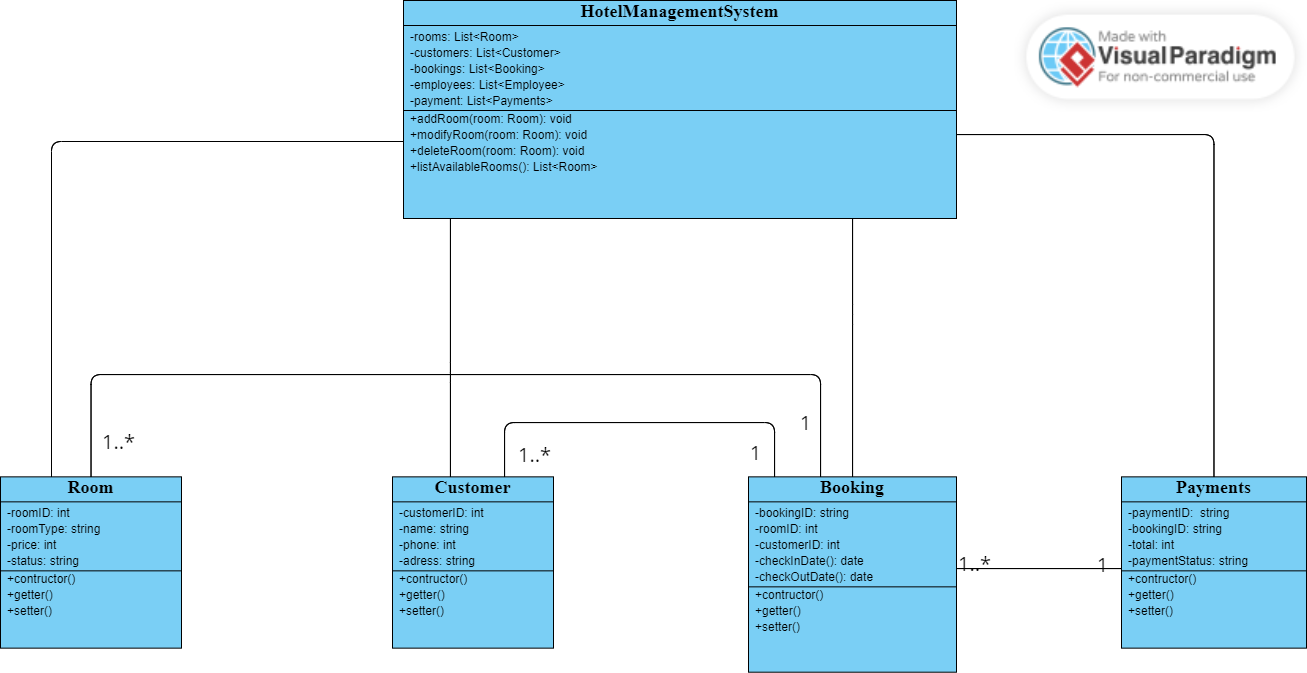 HotelManagementSystem
-rooms: List<Room>
-customers: List<Customer>
-bookings: List<Booking>
-employees: List<Employee>
-payment: List<Payments>
+addRoom(room: Room): void
+modifyRoom(room: Room): void
+deleteRoom(room: Room): void
+listAvailableRooms(): List<Room>
Made with
Visual Paradigm
For non-commercial use
1..*
1..*
1
1
Room
-roomID: int
-roomType: string
-price: int
-status: string
+contructor()
+getter()
+setter()
Customer
-customerID: int
-name: string
-phone: int
-adress: string
+contructor()
+getter()
+setter()
Booking
-bookingID: string
-roomID: int
-customerID: int
-checkInDate(): date
-checkOutDate(): date
+contructor()
+getter()
+setter()
1..*
1
Payments
-paymentID:  string
-bookingID: string
-total: int
-paymentStatus: string
+contructor()
+getter()
+setter()